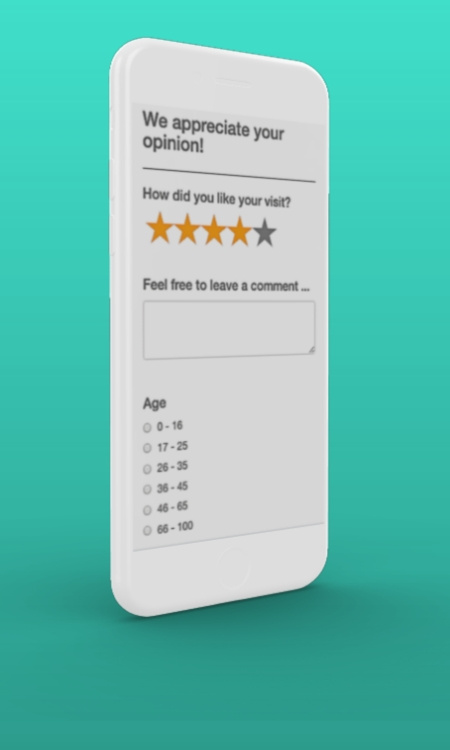 We appreciate your
opinion!
How did you like your visit?
Feel free to leave a comment ...
Age
0 - 16
17 - 25
26 - 35
36 - 45
46 - 65
66 - 100